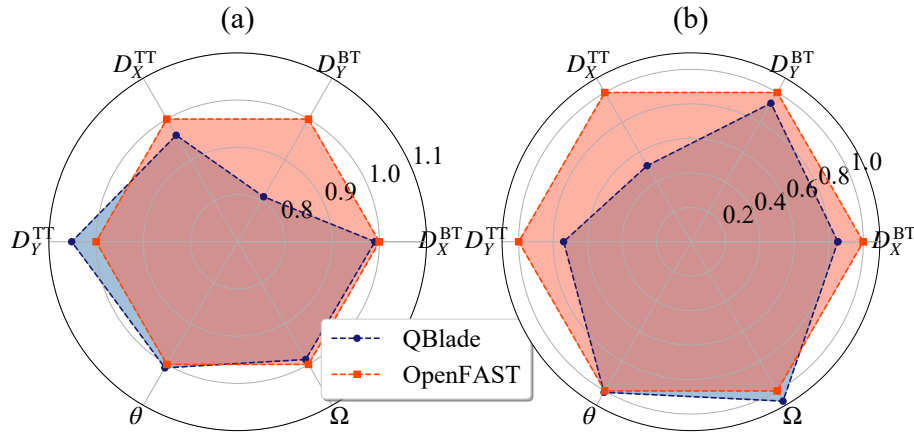 (a)
(b)
D_X^TT
D_Y^BT
D_X^TT
D_Y^BT
1.1
1.0
0.9
0.8
1.0
0.8
0.6
0.4
0.2
D_Y^TT
D_X^BT
D_Y^TT
D_X^BT
QBlade
OpenFAST
θ
Ω
θ
Ω